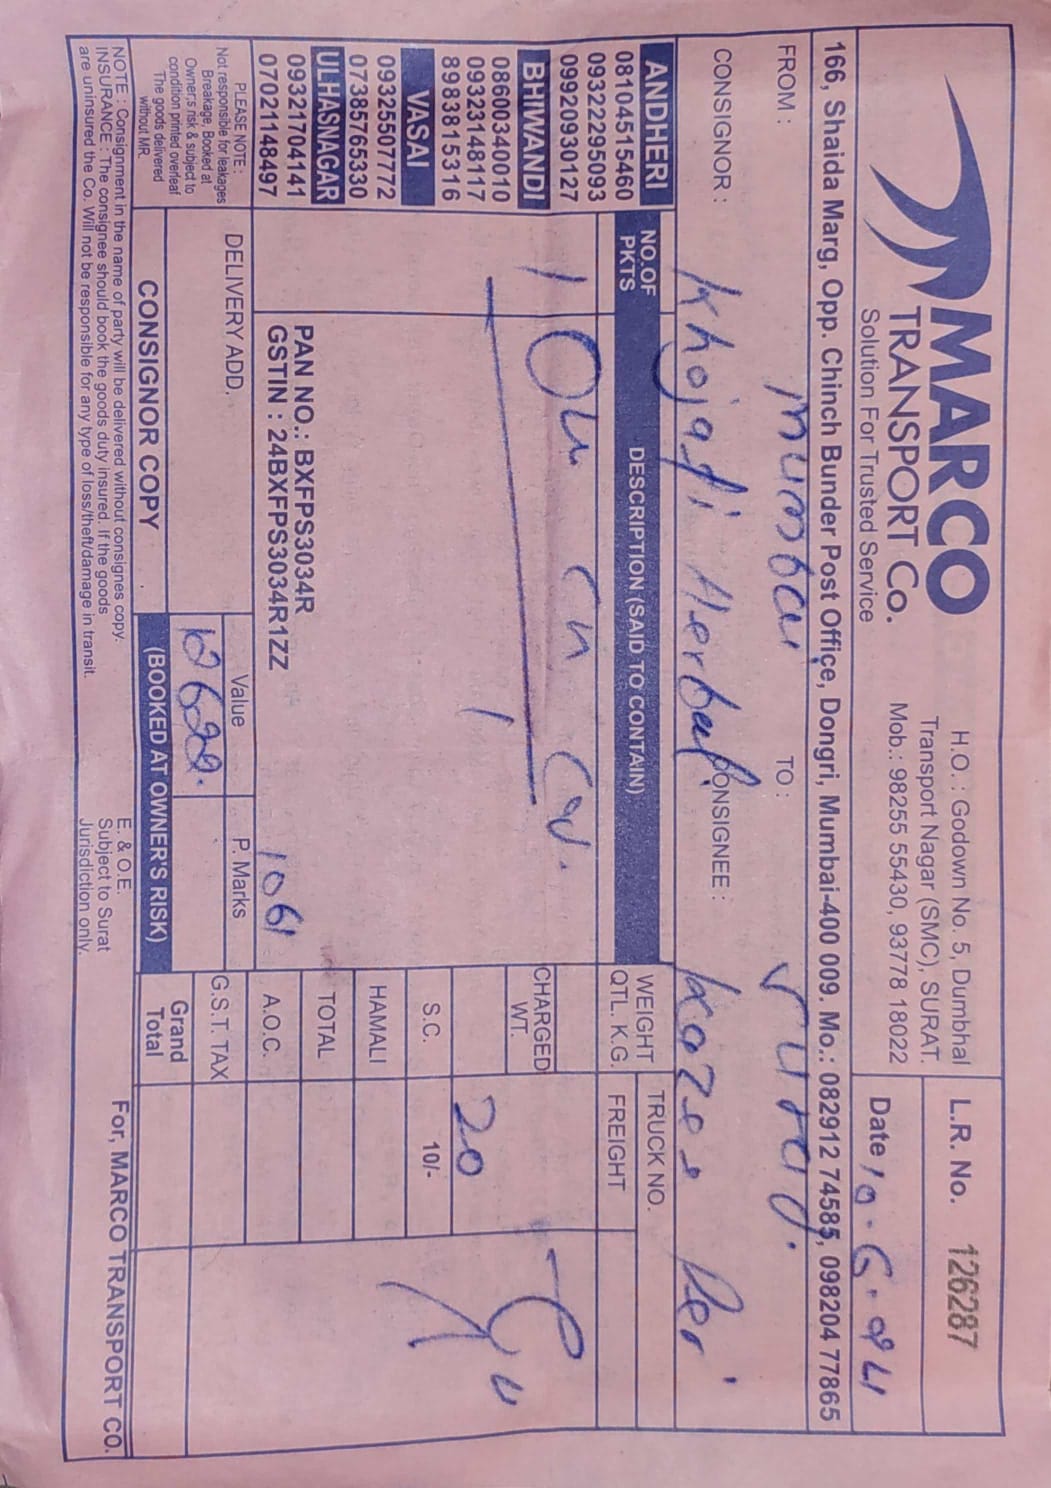 MARCO
TRANSPORT Co.
Solution For Trusted Service
H.O. : Godown No. 5, Dumbhal
Transport Nagar (SMC), SURAT.
Mob.: 98255 55430, 93778 18022
L.R. No. 126287
Date 10.6.24
166, Shaida Marg, Opp. Chinch Bunder Post Office, Dongri, Mumbai-400 009. Mo.: 082912 74585, 098204 77865
FROM : Mumbai TO :
CONSIGNOR : Khojati Herbal CONSIGNEE :
ANDHERI
08104515460
09322295093
09920930127
BHIWANDI
08600340010
09323148117
8983815316
VASAI
09325507772
07385765330
ULHASNAGAR
09321704141
07021148497
NO.OF PKTS
DESCRIPTION (SAID TO CONTAIN)
WEIGHT QTL. K.G.
TRUCK NO.
FREIGHT
1
CHARGED WT.
20
S.C. 10/-
HAMALI
TOTAL
A.O.C.
G.S.T. TAX
Grand Total
PAN NO.: BXFPS3034R
GSTIN : 24BXFPS3034R1ZZ
1061
PLEASE NOTE :
Not responsible for leakages
Breakage, Booked at
Owner;s risk & subject to
condition printed overleaf
The goods delivered
without MR.
DELIVERY ADD.
Value
P. Marks
CONSIGNOR COPY
(BOOKED AT OWNER'S RISK)
NOTE : Consignment in the name of party will be delivered without consignes copy.
INSURANCE : The consignee should book the goods duty insured. If the goods
are uninsured the Co. Will not be responsible for any type of loss/theft/damage in transit.
E. & O.E.
Subject to Surat
Jurisdiction only.
For, MARCO TRANSPORT CO.